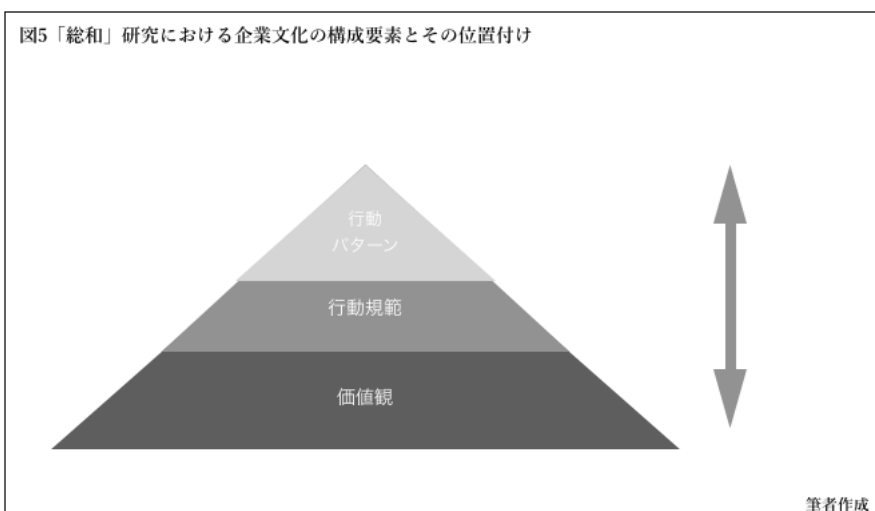 図5「総和」研究における企業文化の構成要素とその位置付け
行動
パターン
行動規範
価値観
筆者作成